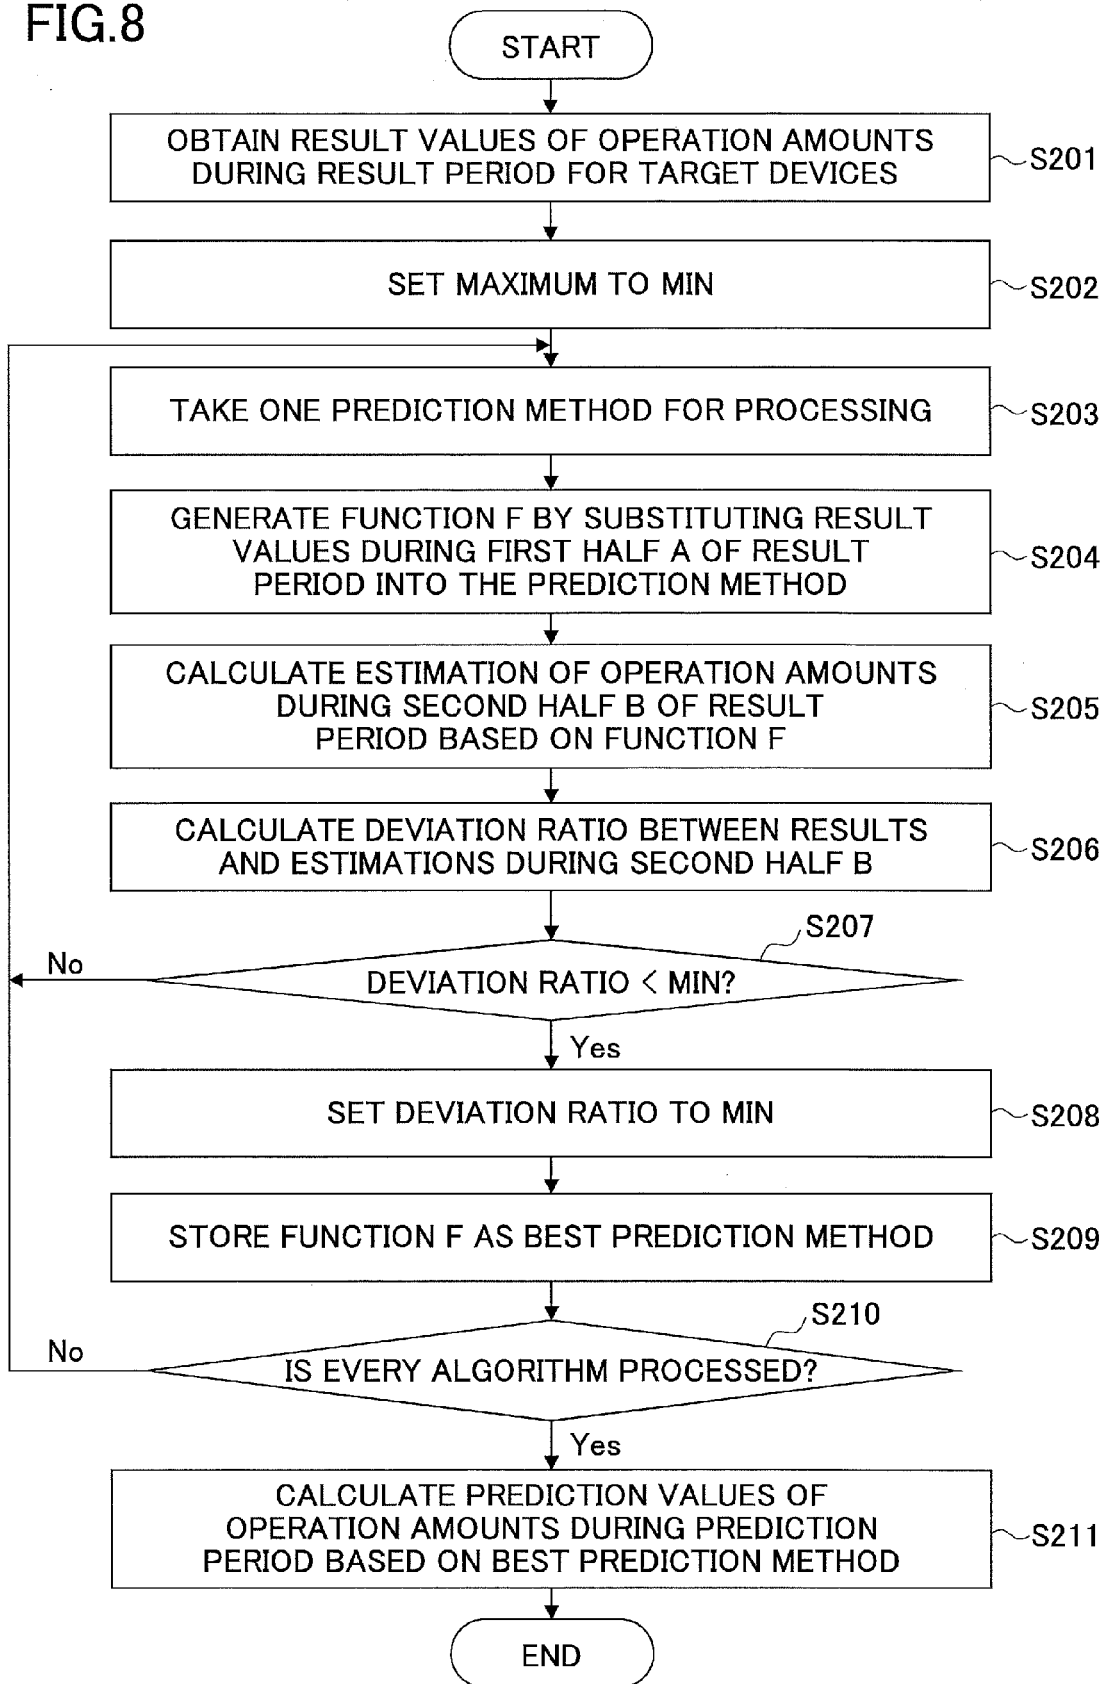 FIG.8
START
OBTAIN RESULT VALUES OF OPERATION AMOUNTS
DURING RESULT PERIOD FOR TARGET DEVICES
S201
SET MAXIMUM TO MIN
S202
TAKE ONE PREDICTION METHOD FOR PROCESSING
S203
GENERATE FUNCTION F BY SUBSTITUTING RESULT
VALUES DURING FIRST HALF A OF RESULT
PERIOD INTO THE PREDICTION METHOD
S204
CALCULATE ESTIMATION OF OPERATION AMOUNTS
DURING SECOND HALF B OF RESULT
PERIOD BASED ON FUNCTION F
S205
CALCULATE DEVIATION RATIO BETWEEN RESULTS
AND ESTIMATIONS DURING SECOND HALF B
S206
S207
No
DEVIATION RATIO < MIN?
Yes
SET DEVIATION RATIO TO MIN
S208
STORE FUNCTION F AS BEST PREDICTION METHOD
S209
S210
No
IS EVERY ALGORITHM PROCESSED?
Yes
CALCULATE PREDICTION VALUES OF
OPERATION AMOUNTS DURING PREDICTION
PERIOD BASED ON BEST PREDICTION METHOD
S211
END